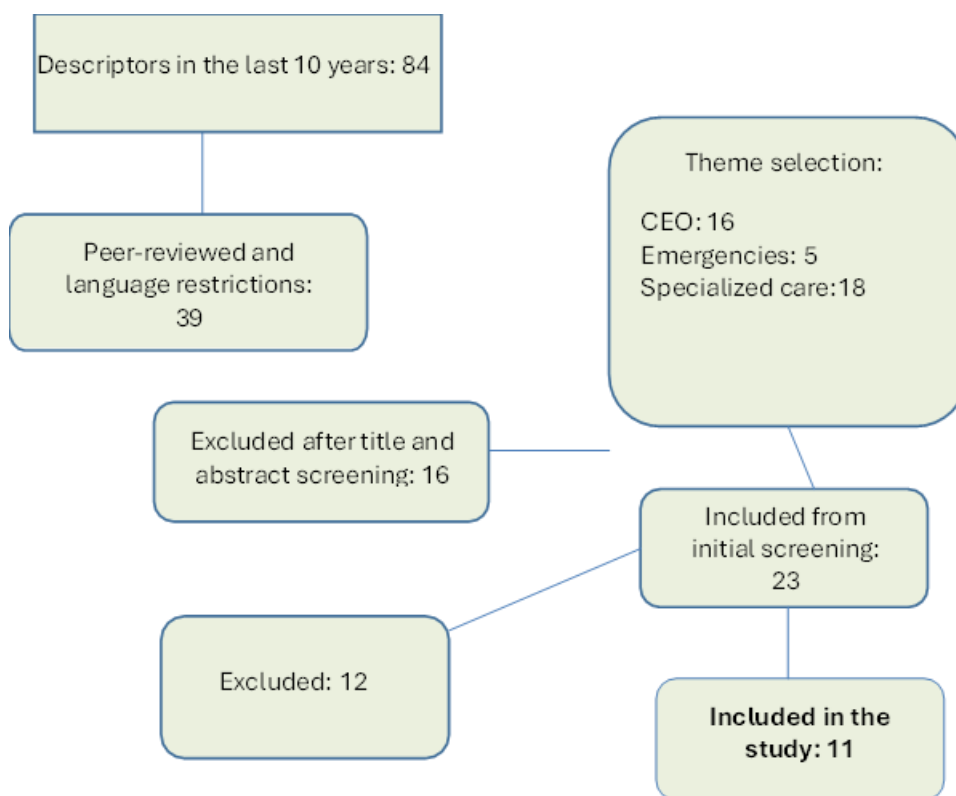 Descriptors in the last 10 years: 84
Peer-reviewed and
language restrictions:
39
Theme selection:
CEO: 16
Emergencies: 5
Specialized care:18
Excluded after title and
abstract screening: 16
Included from
initial screening:
23
Excluded: 12
Included in the
study: 11